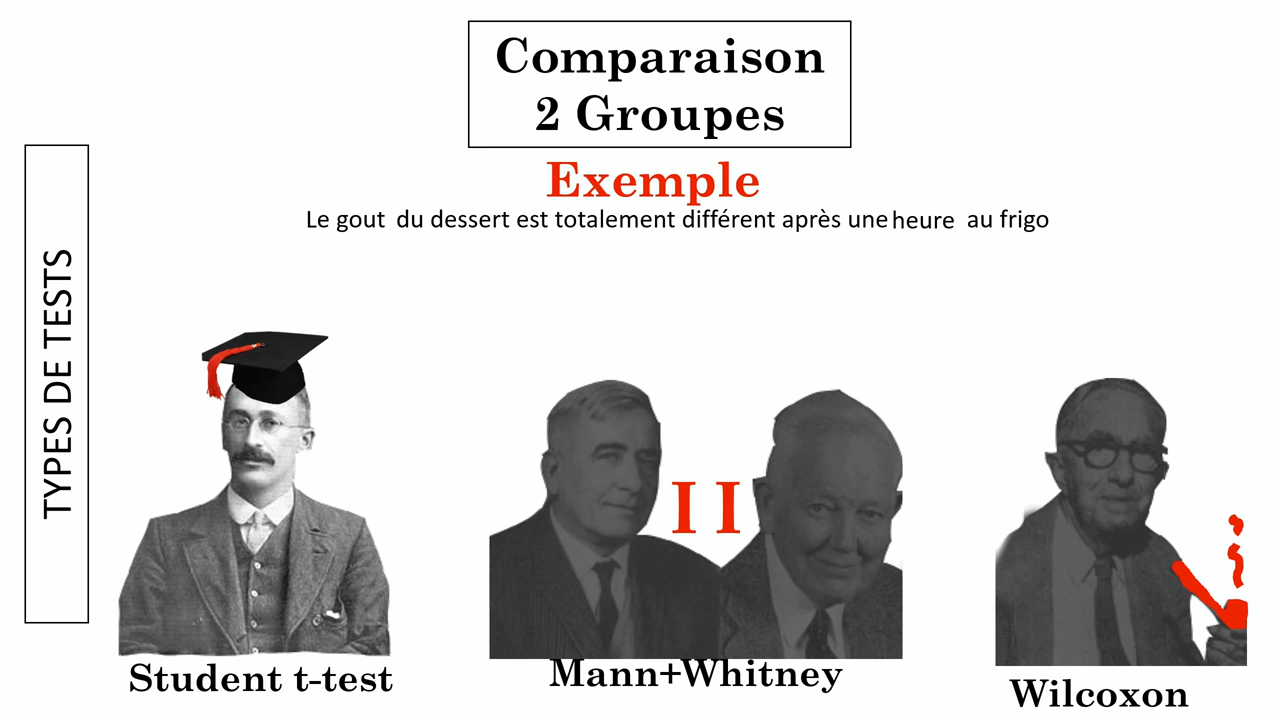 Comparaison
2 Groupes
Exemple
Le gout du dessert est totalement différent après une heure au frigo
TYPES DE TESTS
I I
Student t-test
Mann+Whitney
Wilcoxon